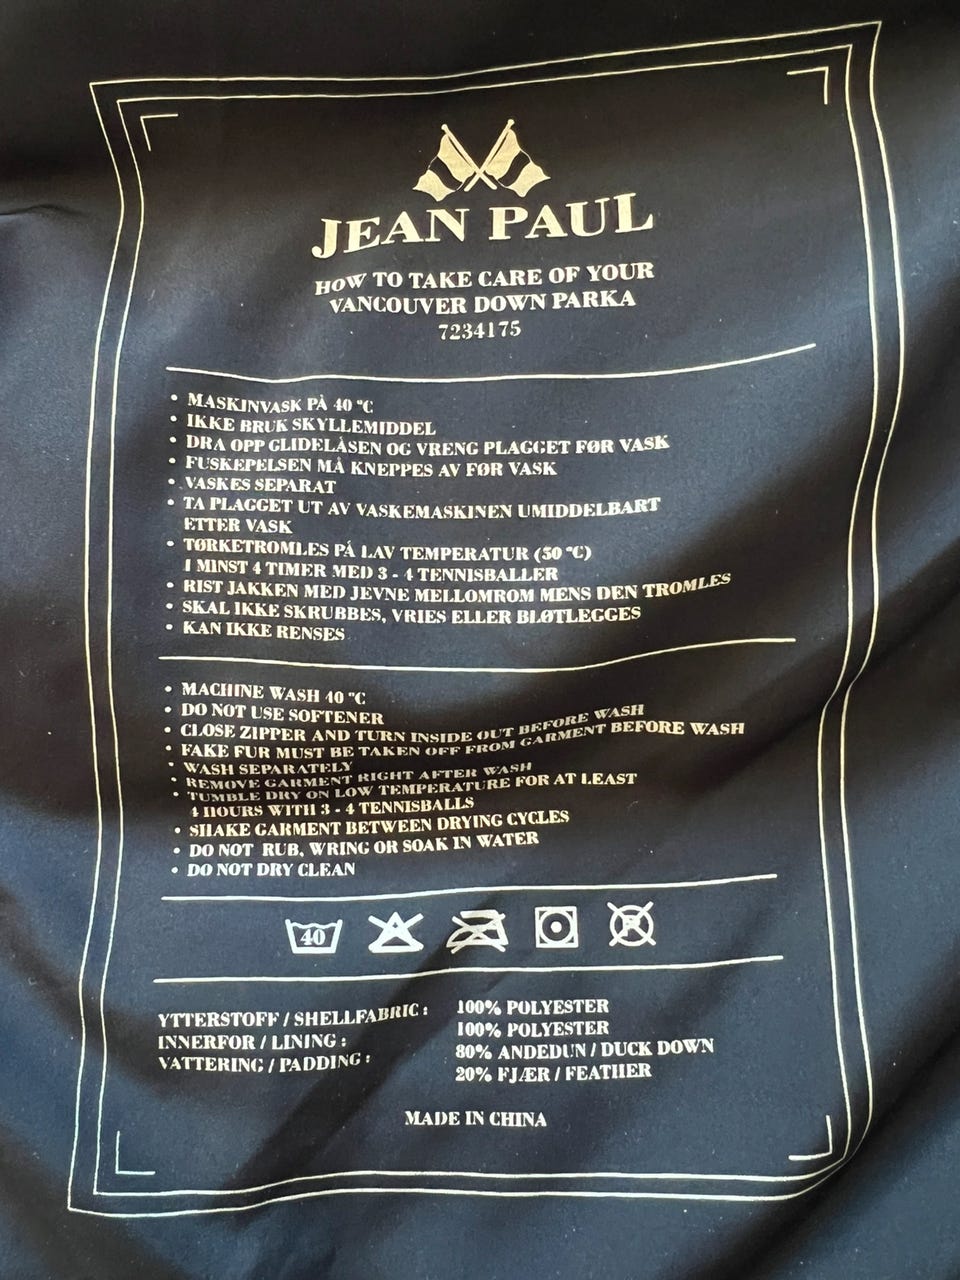 JEAN PAUL
HOW TO TAKE CARE OF YOUR
VANCOUVER DOWN PARKA
7234175
• MASKINVASK PÅ 40 °C
• IKKE BRUK SKYLLEMIDDEL
• DRA OPP GLIDELÅSEN OG VRENG PLAGGET FØR VASK
• FUSKEPELSEN MÅ KNEPPES AV FØR VASK
• VASKES SEPARAT
• TA PLAGGET UT AV VASKEMASKINEN UMIDDELBART
ETTER VASK
• TØRKETROMLES PÅ LAV TEMPERATUR (50 °C)
I MINST 4 TIMER MED 3 - 4 TENNISBALLER
• RIST JAKKEN MED JEVNE MELLOMROM MENS DEN TROMLES
• SKAL IKKE SKRUBBES, VRIES ELLER BLØTLEGGES
• KAN IKKE RENSES
• MACHINE WASH 40 °C
• DO NOT USE SOFTENER
• CLOSE ZIPPER AND TURN INSIDE OUT BEFORE WASH
• FAKE FUR MUST BE TAKEN OFF FROM GARMENT BEFORE WASH
• WASH SEPARATELY
• REMOVE GARMENT RIGHT AFTER WASH
• TUMBLE DRY ON LOW TEMPERATURE FOR AT LEAST
4 HOURS WITH 3 - 4 TENNISBALLS
• SHAKE GARMENT BETWEEN DRYING CYCLES
• DO NOT RUB, WRING OR SOAK IN WATER
• DO NOT DRY CLEAN
40 P
YTTERSTOFF / SHELLFABRIC : 100% POLYESTER
INNERFOR / LINING : 100% POLYESTER
VATTERING / PADDING : 80% ANDEDUN / DUCK DOWN
20% FJÆR / FEATHER
MADE IN CHINA